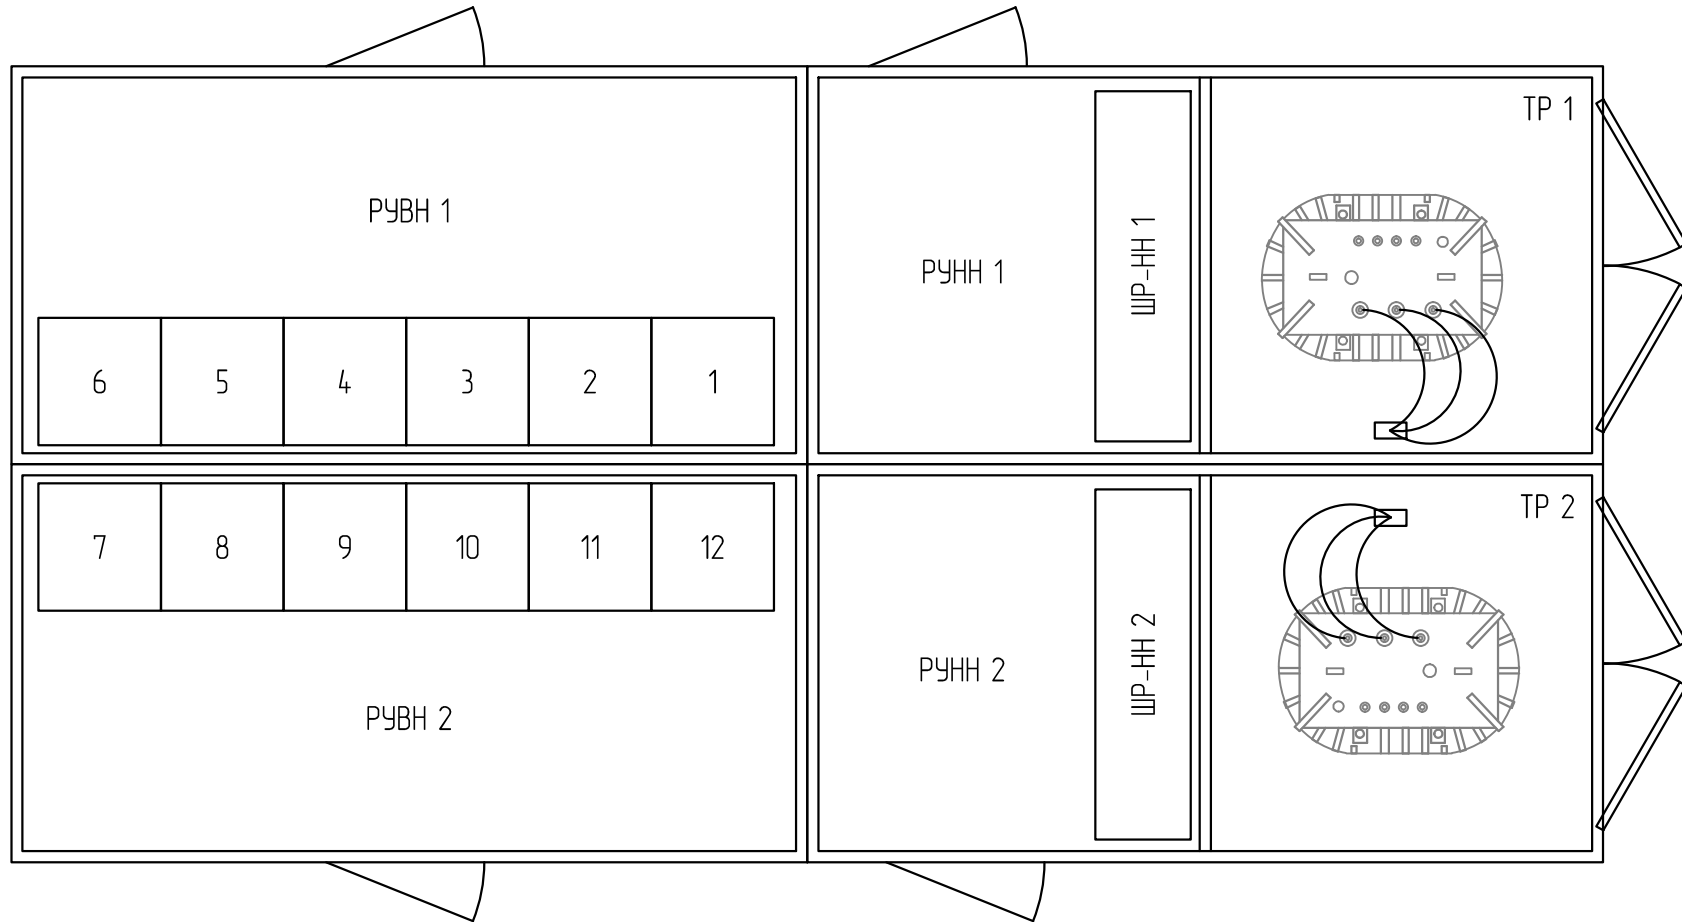 ТР 1
РУВН 1
РУНН 1
ШР-НН 1
6 5 4 3 2 1
ТР 2
7 8 9 10 11 12
РУНН 2
ШР-НН 2
РУВН 2